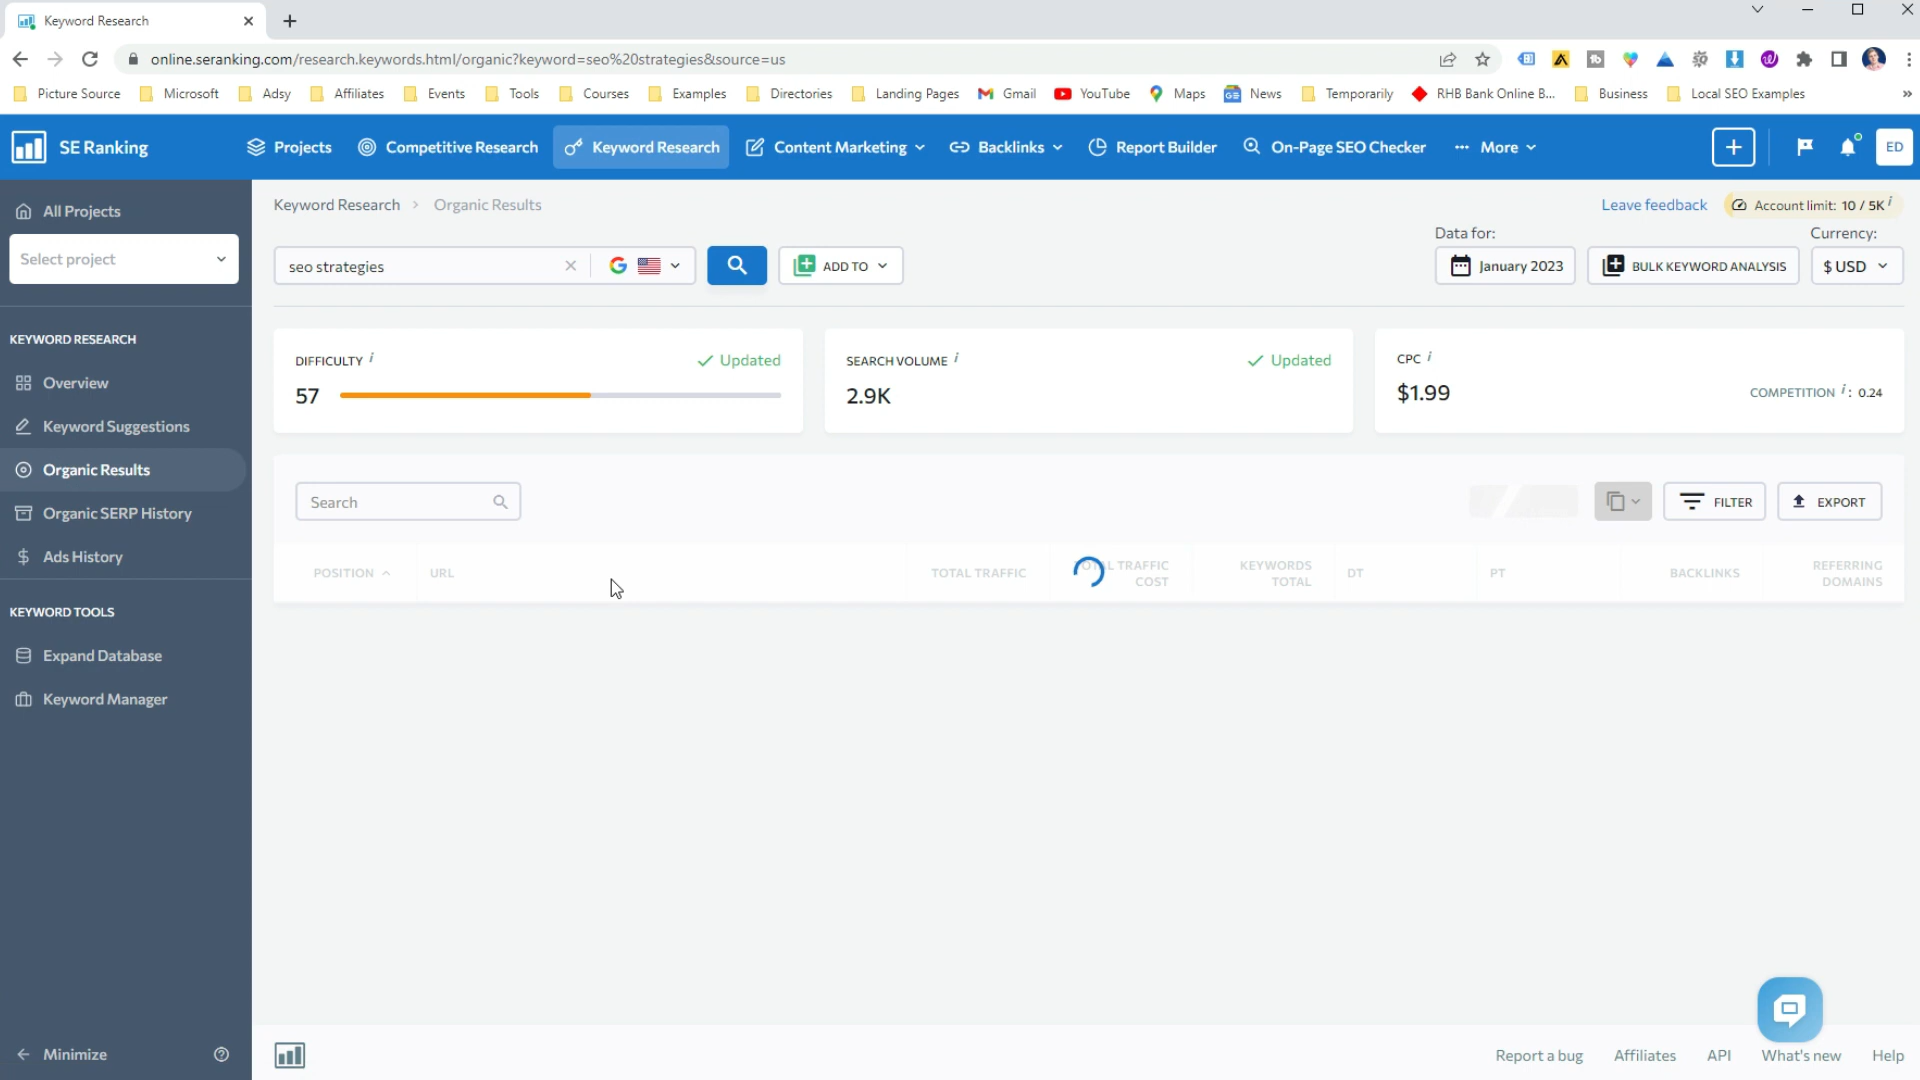 Keyword Research
online.seranking.com/research.keywords.html/organic?keyword=seo%20strategies&source=us
Picture Source Microsoft Adsy Affiliates Events Tools Courses Examples Directories Landing Pages Gmail YouTube Maps News Temporarily RHB Bank Online B... Business Local SEO Examples »
SE Ranking Projects Competitive Research Keyword Research Content Marketing Backlinks Report Builder On-Page SEO Checker More ED
All Projects
Select project
KEYWORD RESEARCH
Overview
Keyword Suggestions
Organic Results
Organic SERP History
Ads History
KEYWORD TOOLS
Expand Database
Keyword Manager
Minimize
Keyword Research > Organic Results
Leave feedback Account limit: 10 / 5K i
Data for: Currency:
seo strategies ADD TO January 2023 BULK KEYWORD ANALYSIS $ USD
DIFFICULTY i Updated
57
SEARCH VOLUME i Updated
2.9K
CPC i
$1.99 COMPETITION i : 0.24
Search FILTER EXPORT
POSITION URL TOTAL TRAFFIC TOTAL TRAFFIC COST KEYWORDS TOTAL DT PT BACKLINKS REFERRING DOMAINS
Report a bug Affiliates API What's new Help